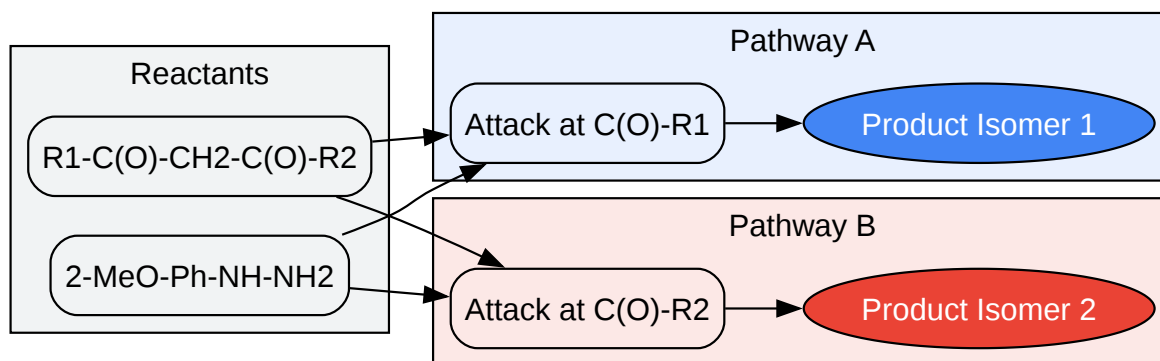 Reactants
R1-C(O)-CH2-C(O)-R2
2-MeO-Ph-NH-NH2
Pathway A
Attack at C(O)-R1
Product Isomer 1
Pathway B
Attack at C(O)-R2
Product Isomer 2